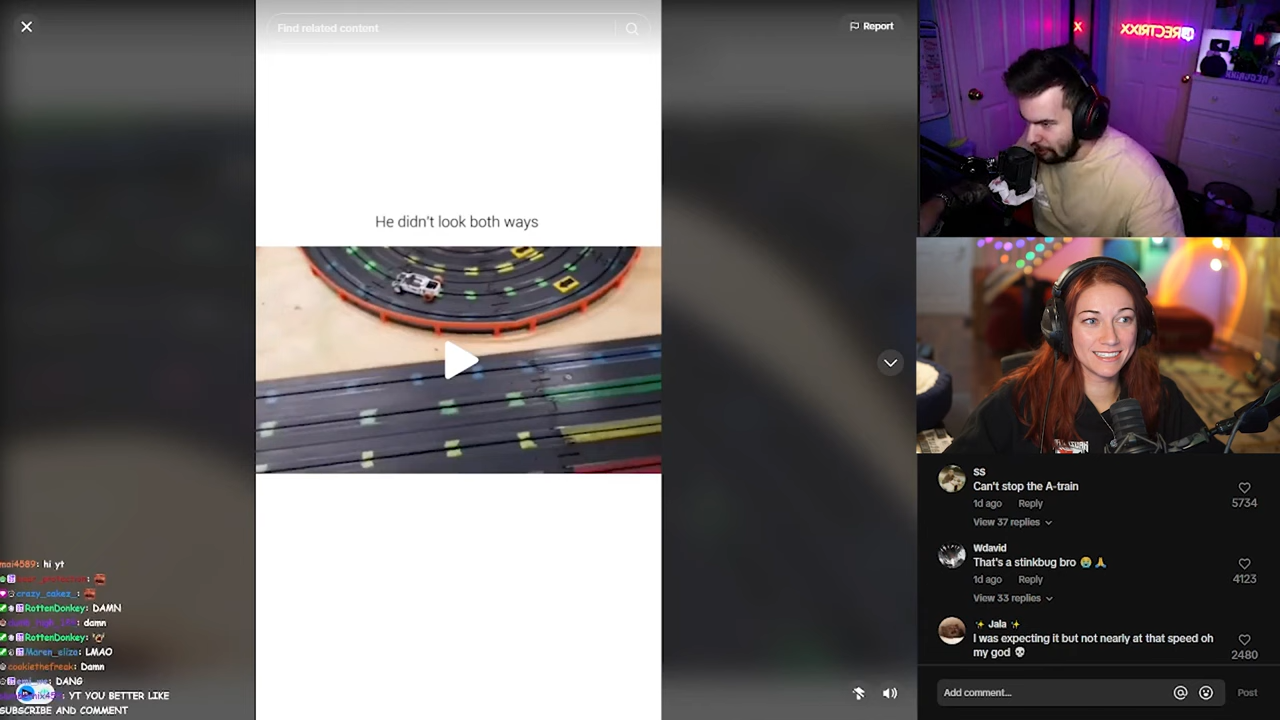 Find related content
Report
He didn't look both ways
SS
Can't stop the A-train
1d ago Reply
5734
View 37 replies
Wdavid
That's a stinkbug bro 😭 🙏
1d ago Reply
4123
View 33 replies
✨ Jala ✨
I was expecting it but not nearly at that speed oh
my god 💀
2480
Add comment...
Post
mai4589: hi yt
crazy_cakez_:
RottenDonkey: DAMN
damn
RottenDonkey:
Maren_eliza: LMAO
cookiethefreak: Damn
DANG
YT YOU BETTER LIKE
SUBSCRIBE AND COMMENT